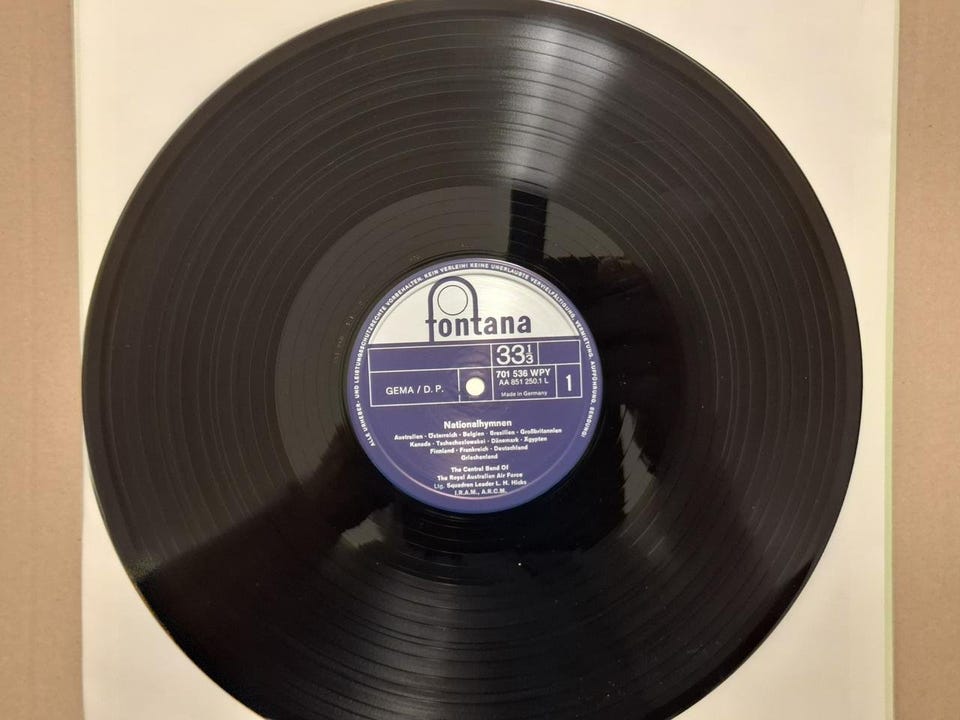 ALLE URHEBER- UND LEISTUNGSSCHUTZRECHTE VORBEHALTEN. KEIN VERLEIH! KEINE UNERLAUBTE VERVIELFÄLTIGUNG, VERMIETUNG, AUFFÜHRUNG, SENDUNG!
fontana
33 1/3
GEMA / D. P.
701 536 WPY
AA 851 250.1 L
Made in Germany
1
Nationalhymnen
Australien · Österreich · Belgien · Brasilien · Großbritannien
Kanada · Tschechoslowakei · Dänemark · Ägypten
Finnland · Frankreich · Deutschland
Griechenland
The Central Band Of
The Royal Australian Air Force
Ltg. Squadron Leader L. H. Hicks
L.R.A.M., A.R.C.M.